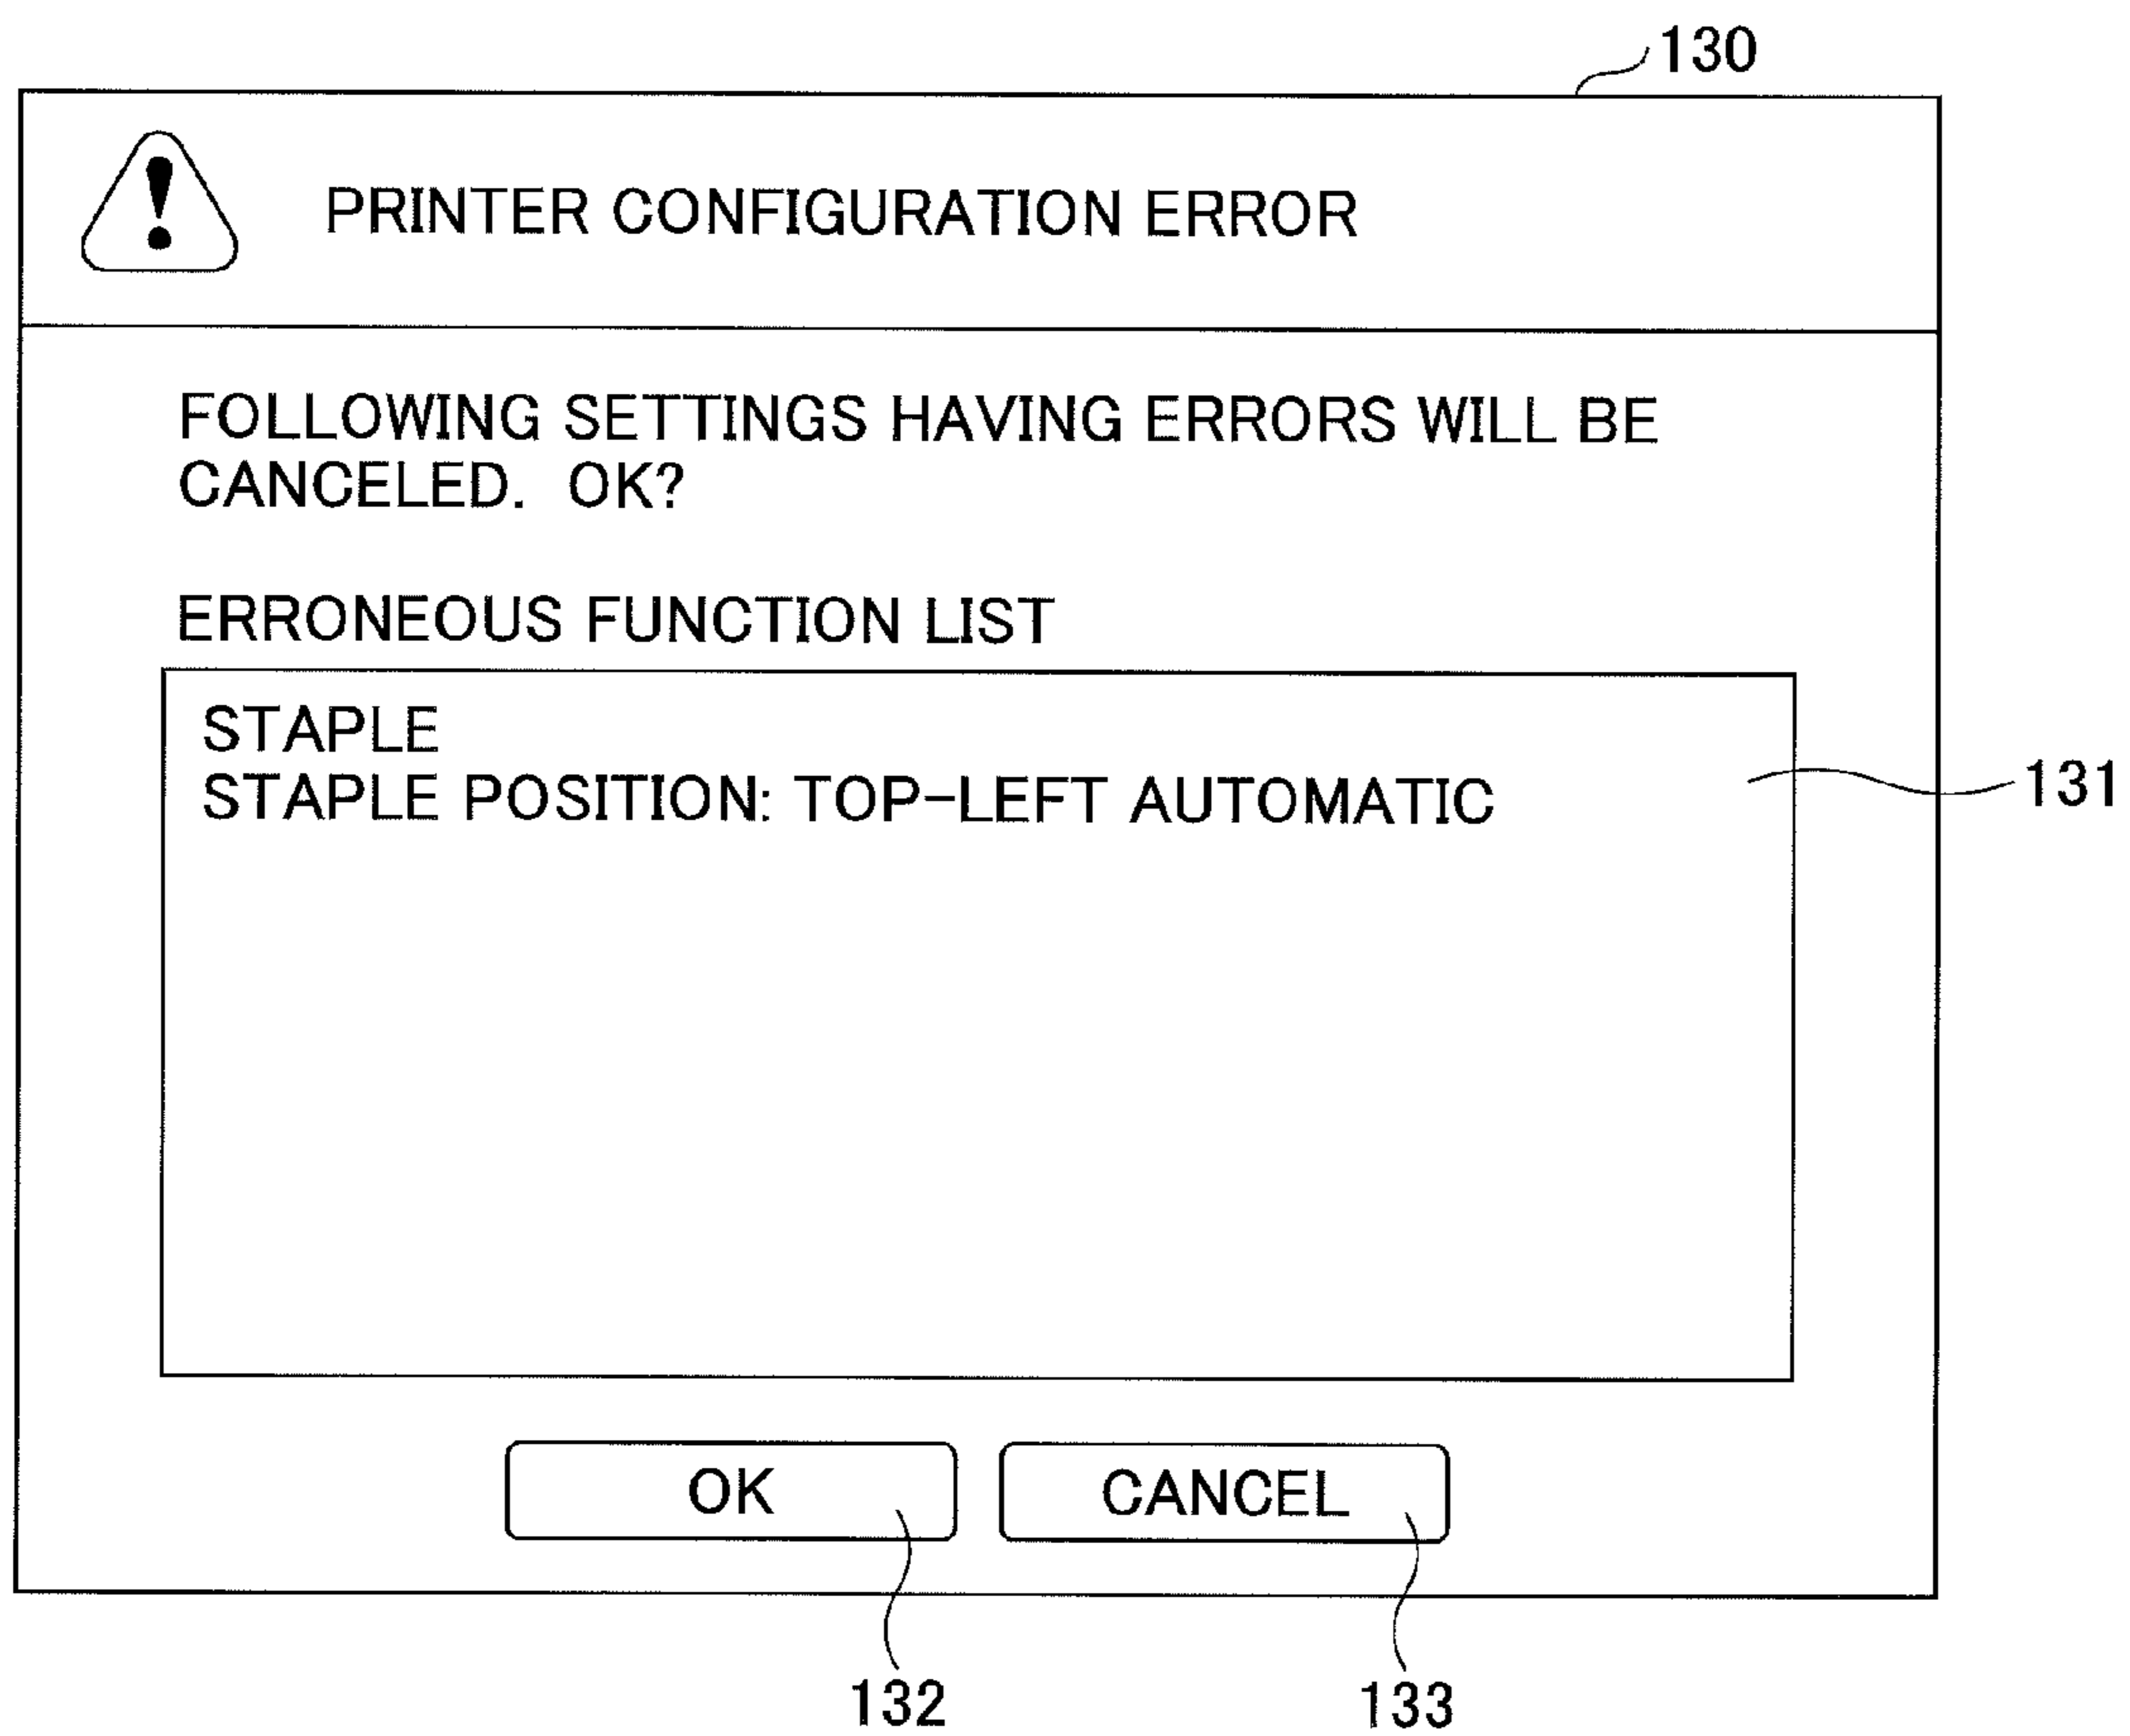 130
PRINTER CONFIGURATION ERROR
FOLLOWING SETTINGS HAVING ERRORS WILL BE
CANCELED. OK?
ERRONEOUS FUNCTION LIST
STAPLE
STAPLE POSITION: TOP-LEFT AUTOMATIC
131
OK
CANCEL
132
133